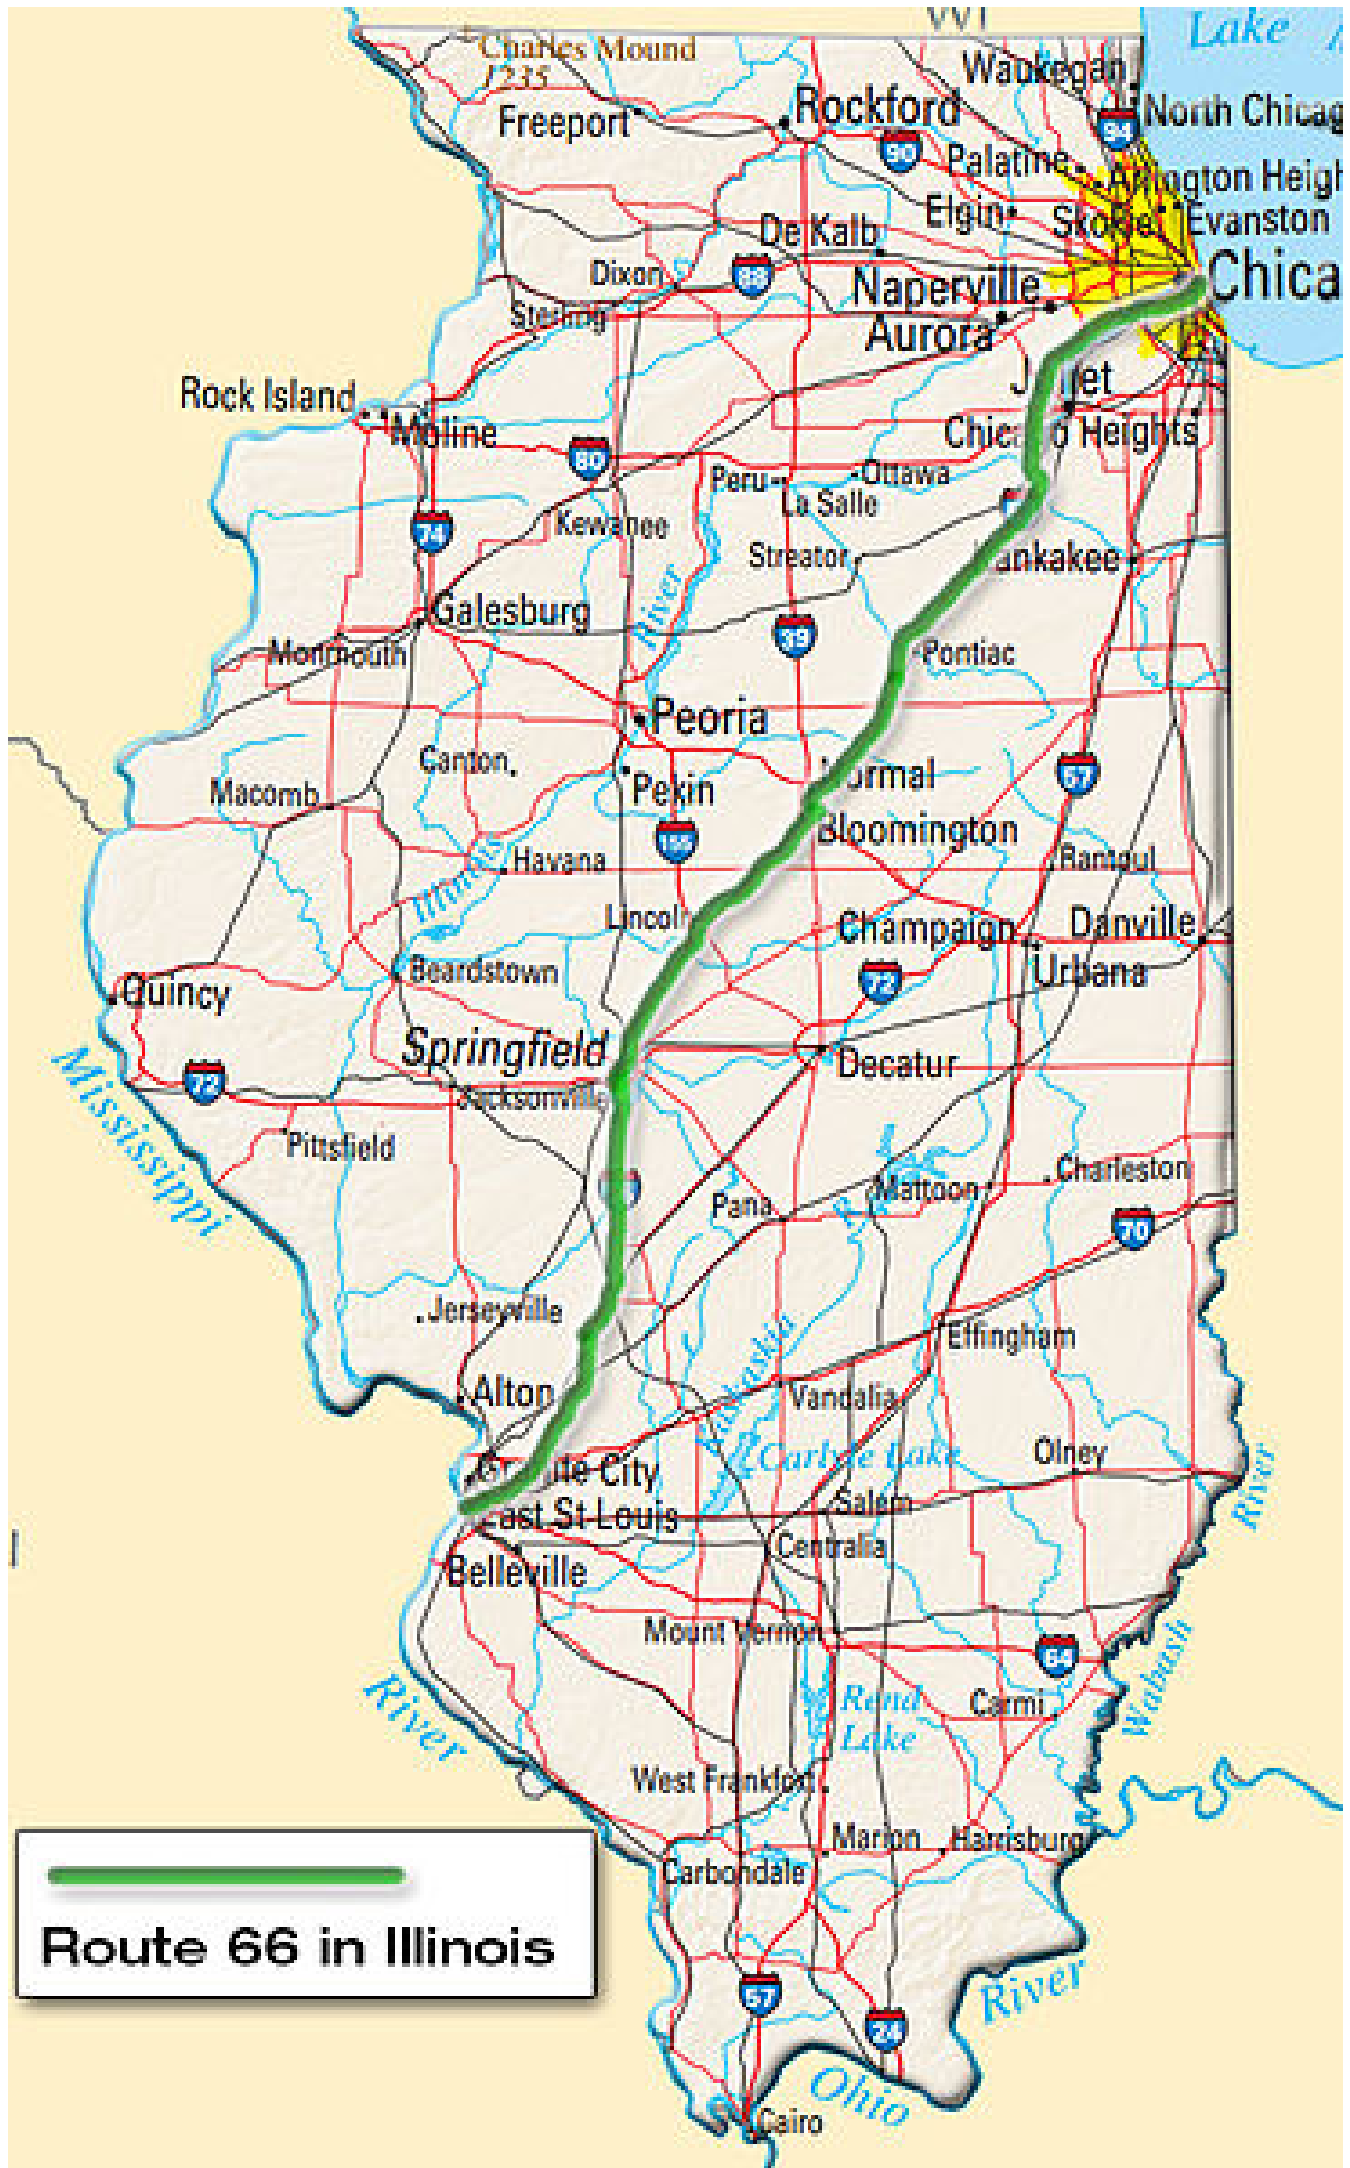 WI
Lake
Charles Mound
1235
Waukegan
Rockford
North Chicag
94
Freeport
90
Palatine
Elgin
Skokie
Evanston
De Kalb
Chica
Dixon
88
Naperville
Sterling
Aurora
Rock Island
Moline
Heights
80
Peru
Ottawa
La Salle
74
Kewanee
Streator
ankakee
Galesburg
River
39
Monmouth
Pontiac
Peoria
Canton
57
Macomb
Pekin
ormal
Bloomington
Havana
Rantoul
Illinois
Lincoln
Champaign
Danville
Beardstown
72
Urbana
Quincy
Springfield
Decatur
72
Jacksonville
Mississippi
Pittsfield
Charleston
Mattoon
Pana
70
Jerseyville
Effingham
Kaskaskia
Alton
Vandalia
Carlyle Lake
Olney
ite City
River
East St Louis
Salem
Centralia
Belleville
Mount Vernon
64
Wabash
River
Rend
Lake
Carmi
West Frankfort
Marion
Harrisburg
Carbondale
Route 66 in Illinois
57
24
River
Ohio
Cairo